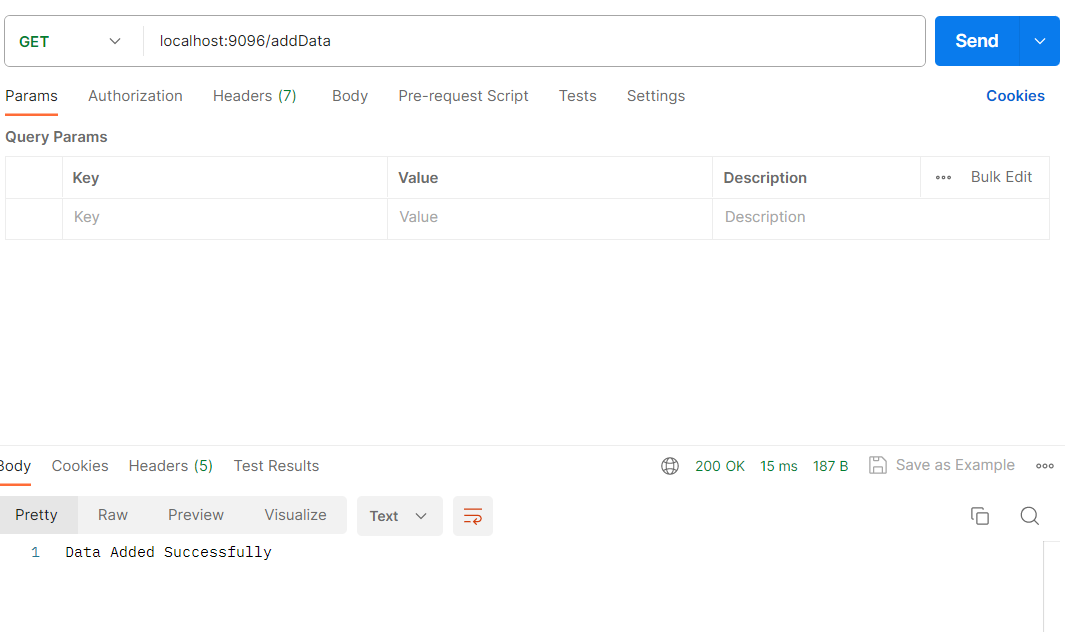 GET localhost:9096/addData Send
Params Authorization Headers (7) Body Pre-request Script Tests Settings Cookies
Query Params
Key Value Description ooo Bulk Edit
Key Value Description
Body Cookies Headers (5) Test Results 200 OK 15 ms 187 B Save as Example ooo
Pretty Raw Preview Visualize Text
1 Data Added Successfully